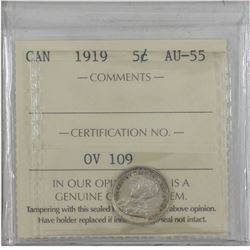 CAN 1919 5¢ AU-55
— COMMENTS —
— CERTIFICATION NO. —
OV 109
IN OUR OPI IS A
GENUINE C EM.
Tampering with this sealed above opinion.
Have holder replaced if in seal not intact.